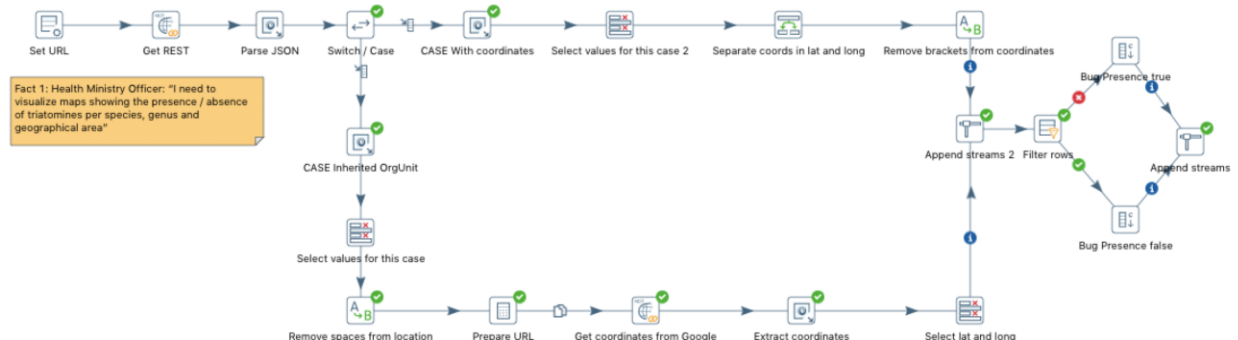 Set URL
Get REST
Parse JSON
Switch / Case
CASE With coordinates
Select values for this case 2
Separate coords in lat and long
Remove brackets from coordinates
Bug Presence true
Fact 1: Health Ministry Officer: “I need to
visualize maps showing the presence / absence
of triatomines per species, genus and
geographical area”
Append streams 2
Filter rows
Append streams
CASE Inherited OrgUnit
Bug Presence false
Select values for this case
Remove spaces from location
Prepare URL
Get coordinates from Google
Extract coordinates
Select lat and long